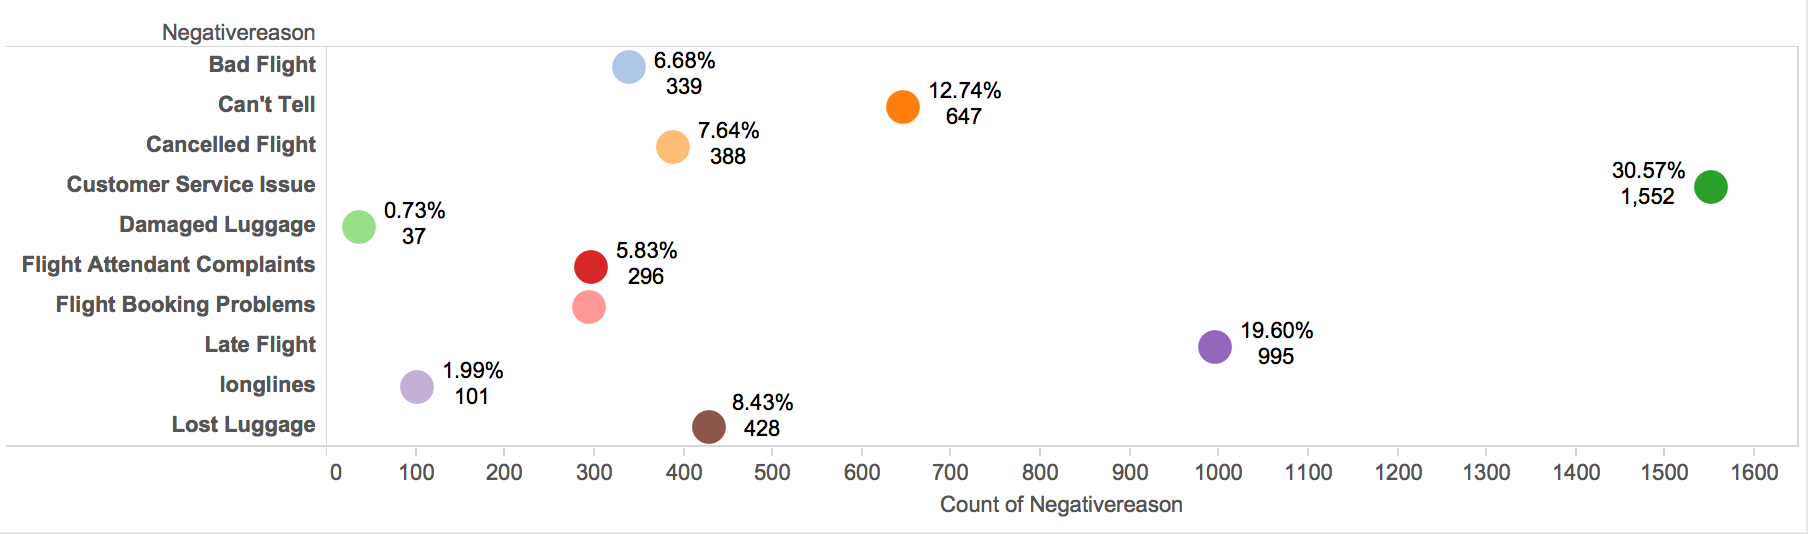 Negativereason
Bad Flight
6.68%
339
Can't Tell
12.74%
647
Cancelled Flight
7.64%
388
Customer Service Issue
30.57%
1,552
Damaged Luggage
0.73%
37
Flight Attendant Complaints
5.83%
296
Flight Booking Problems
Late Flight
19.60%
995
longlines
1.99%
101
Lost Luggage
8.43%
428
0 100 200 300 400 500 600 700 800 900 1000 1100 1200 1300 1400 1500 1600
Count of Negativereason